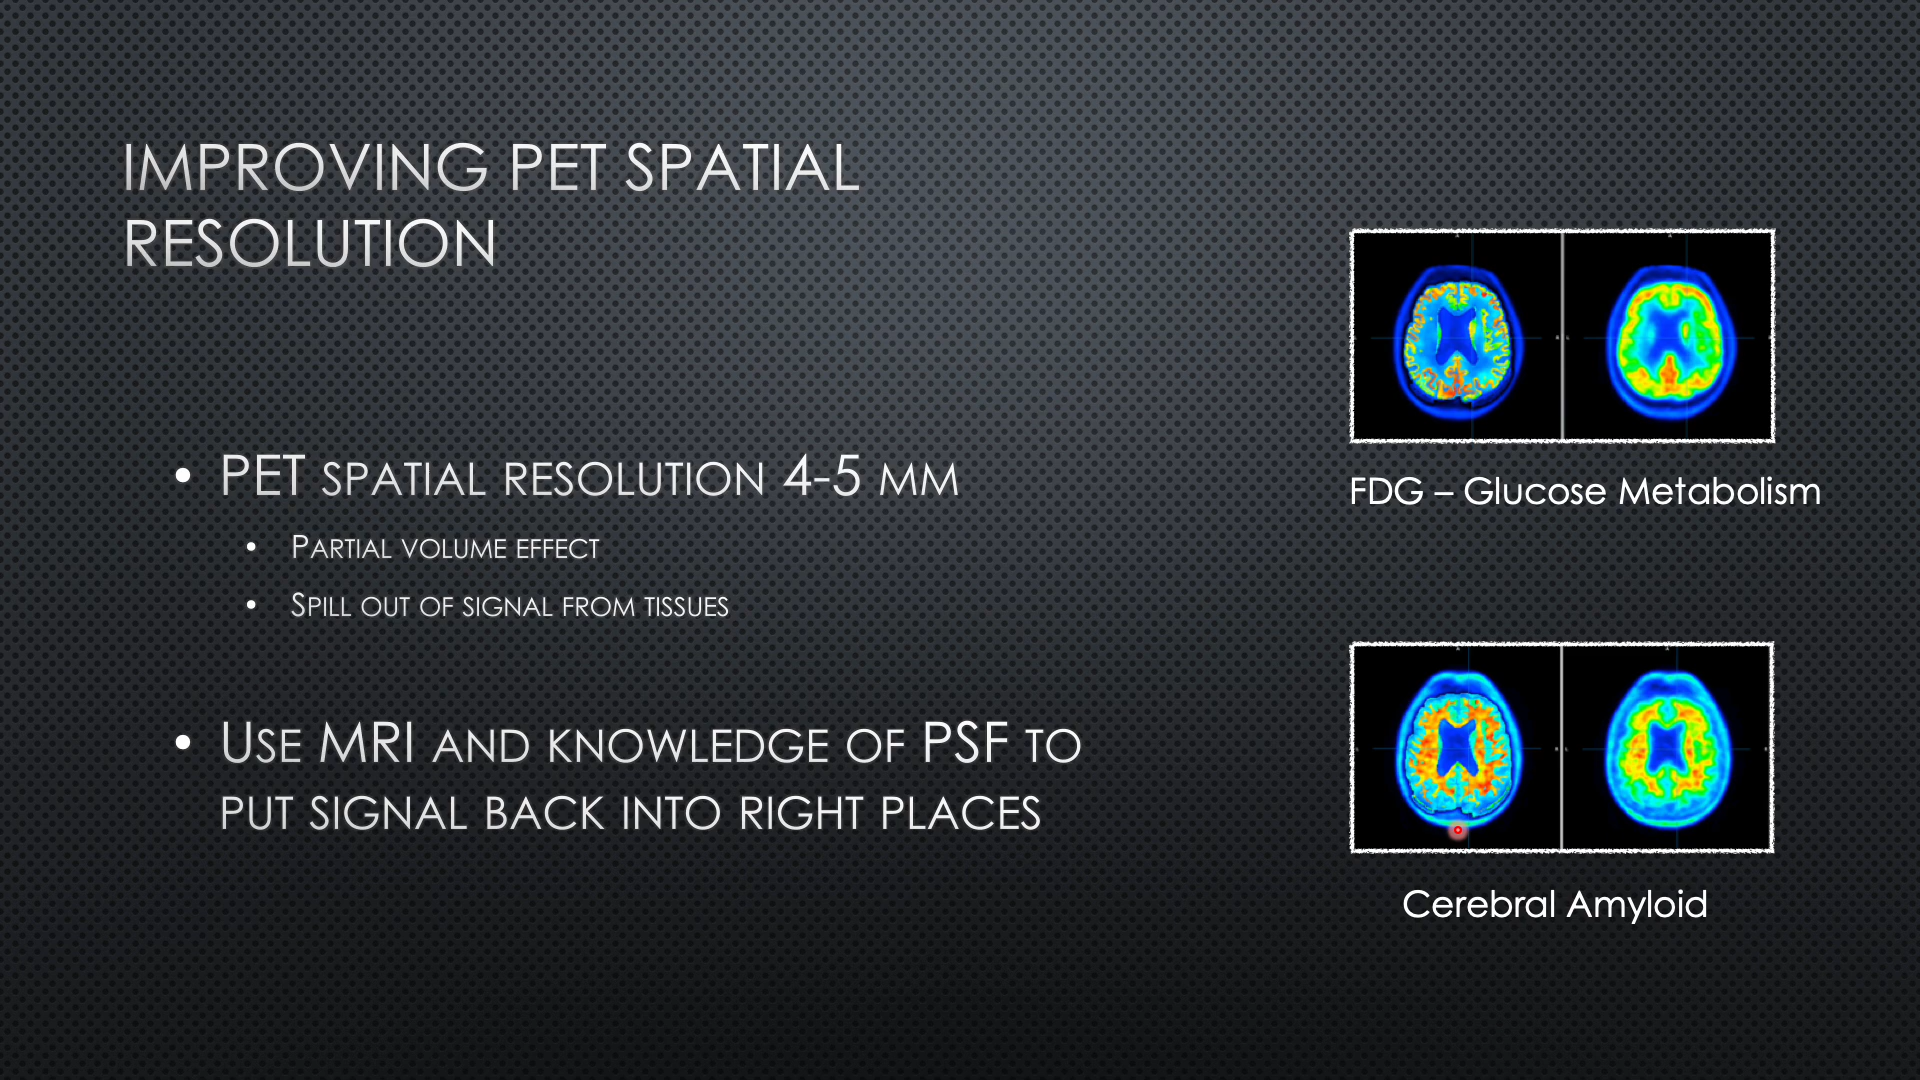 IMPROVING PET SPATIAL
RESOLUTION
• PET SPATIAL RESOLUTION 4-5 MM
• PARTIAL VOLUME EFFECT
• SPILL OUT OF SIGNAL FROM TISSUES
• USE MRI AND KNOWLEDGE OF PSF TO
PUT SIGNAL BACK INTO RIGHT PLACES
FDG – Glucose Metabolism
Cerebral Amyloid